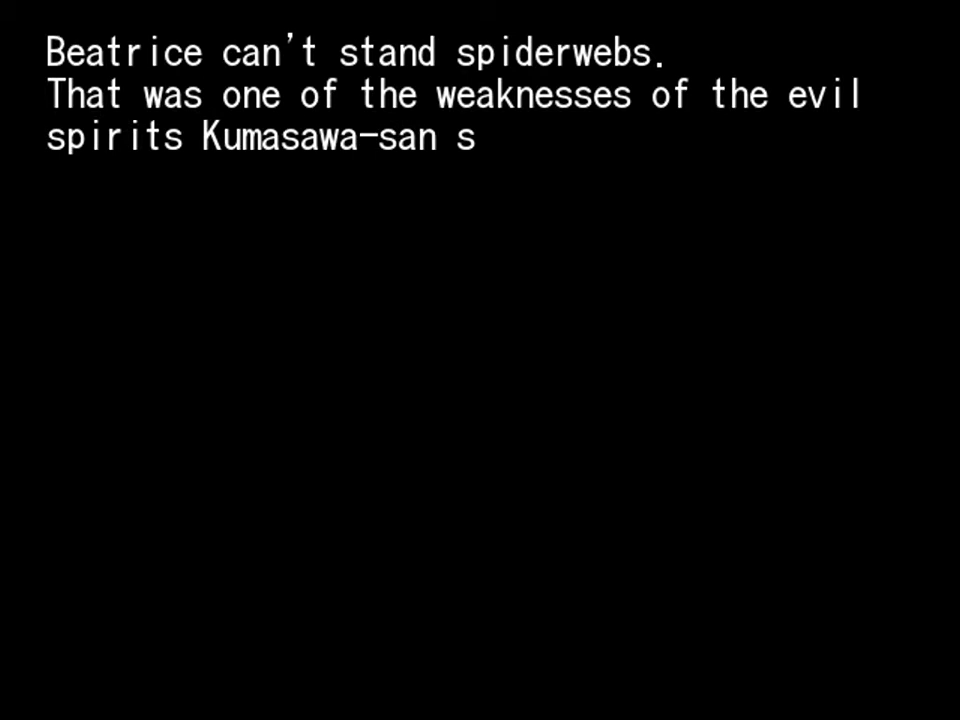 Beatrice can't stand spiderwebs.
That was one of the weaknesses of the evil
spirits Kumasawa-san s